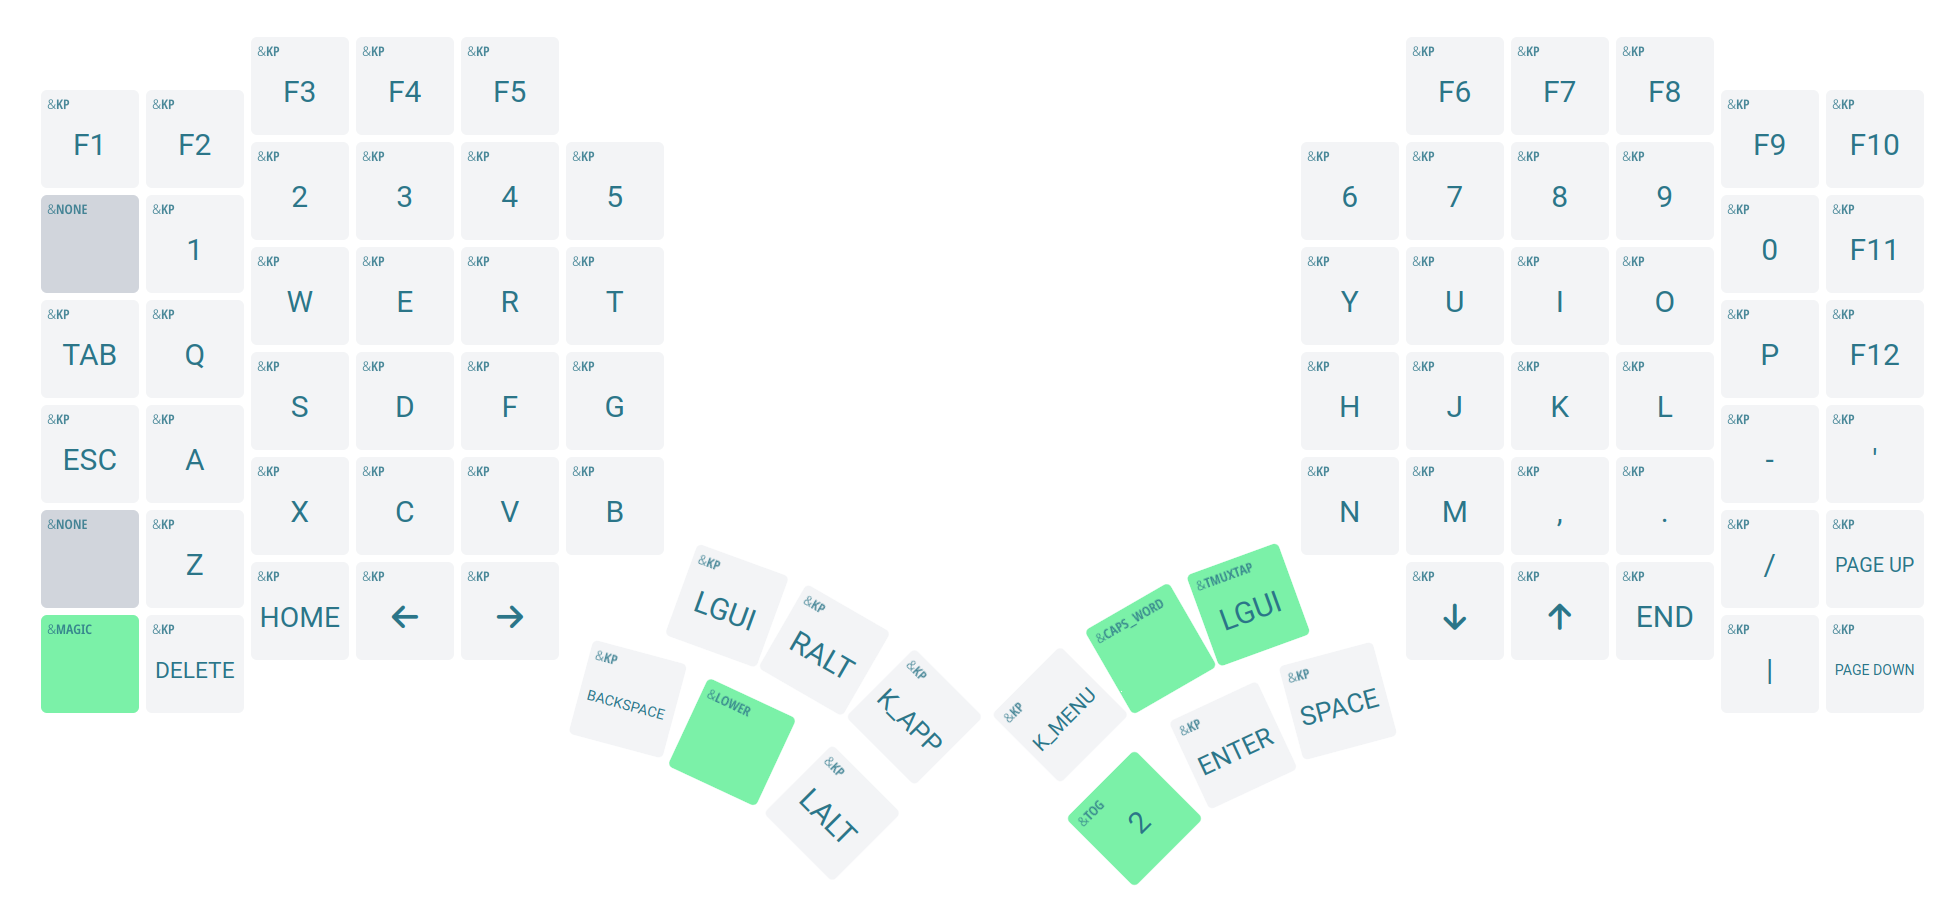 &KP &KP &KP &KP &KP &KP
F3 F4 F5 F6 F7 F8
&KP &KP &KP &KP
F1 F2 F9 F10
&KP &KP &KP &KP &KP &KP &KP &KP
2 3 4 5 6 7 8 9
&NONE &KP &KP &KP
1 0 F11
&KP &KP &KP &KP &KP &KP &KP &KP
W E R T Y U I O
&KP &KP &KP &KP
TAB Q P F12
&KP &KP &KP &KP &KP &KP &KP &KP
S D F G H J K L
&KP &KP &KP &KP
ESC A - '
&KP &KP &KP &KP &KP &KP &KP &KP
X C V B N M , .
&NONE &KP &KP &KP
Z / PAGE UP
&KP &KP &KP &KP &KP &KP
HOME ← → ↓ ↑ END
&MAGIC &KP &KP &KP
DELETE | PAGE DOWN
&KP
LGUI
&KP
RALT
&KP
K_APP
&KP
BACKSPACE
&LOWER
&KP
LALT
&KP
K_MENU
&CAPS_WORD
&TMUXTAP
LGUI
&TOG
2
&KP
ENTER
&KP
SPACE